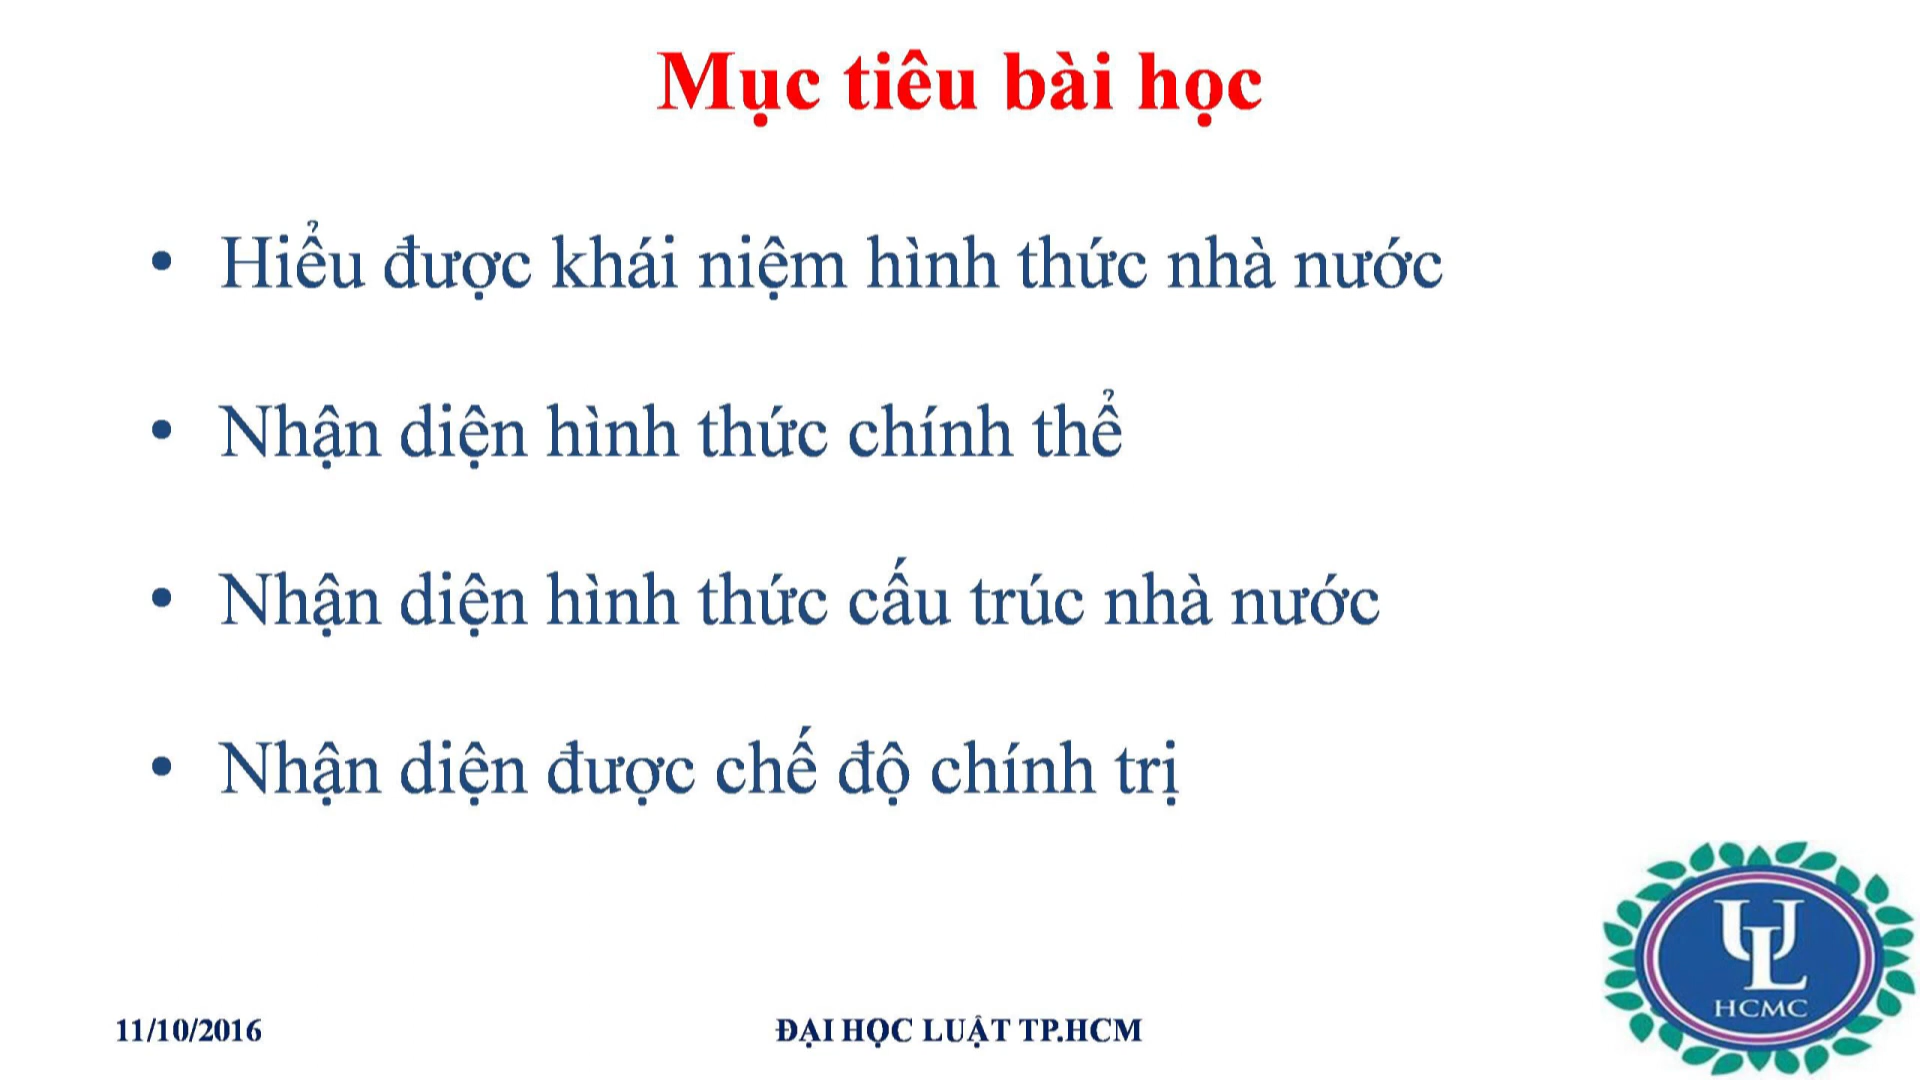 Mục tiêu bài học
• Hiểu được khái niệm hình thức nhà nước
• Nhận diện hình thức chính thể
• Nhận diện hình thức cấu trúc nhà nước
• Nhận diện được chế độ chính trị
UL
HCMC
11/10/2016
ĐẠI HỌC LUẬT TP.HCM